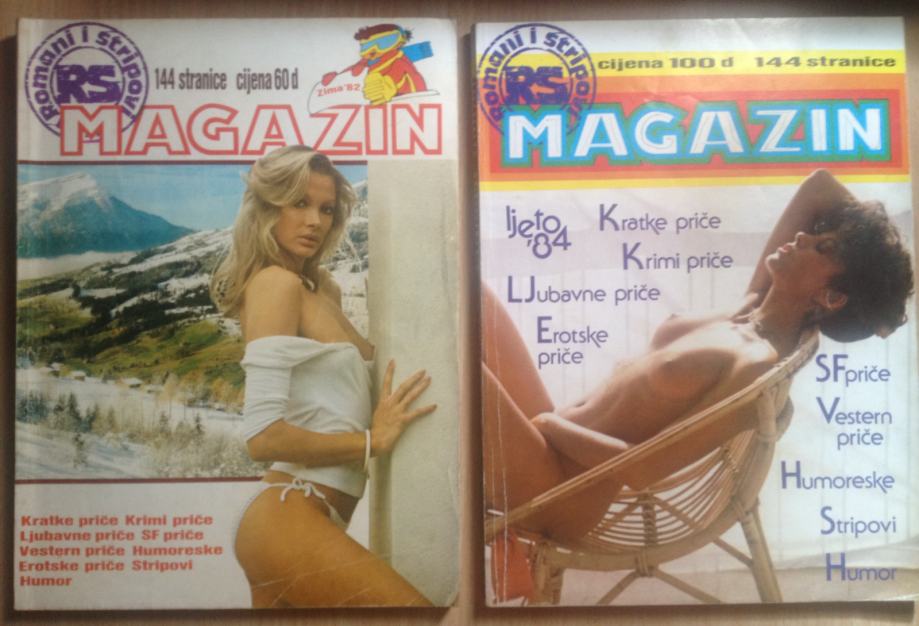 Romani i Stripovi
RS
144 stranice cijena 60 d
Zima '82
MAGAZIN
Kratke priče Krimi priče
Ljubavne priče SF priče
Vestern priče Humoreske
Erotske priče Stripovi
Humor
Romani i Stripovi
RS
cijena 100 d 144 stranice
MAGAZIN
ljeto
'84
Kratke priče
Krimi priče
LJubavne priče
Erotske
priče
SF priče
Vestern
priče
Humoreske
Stripovi
Humor